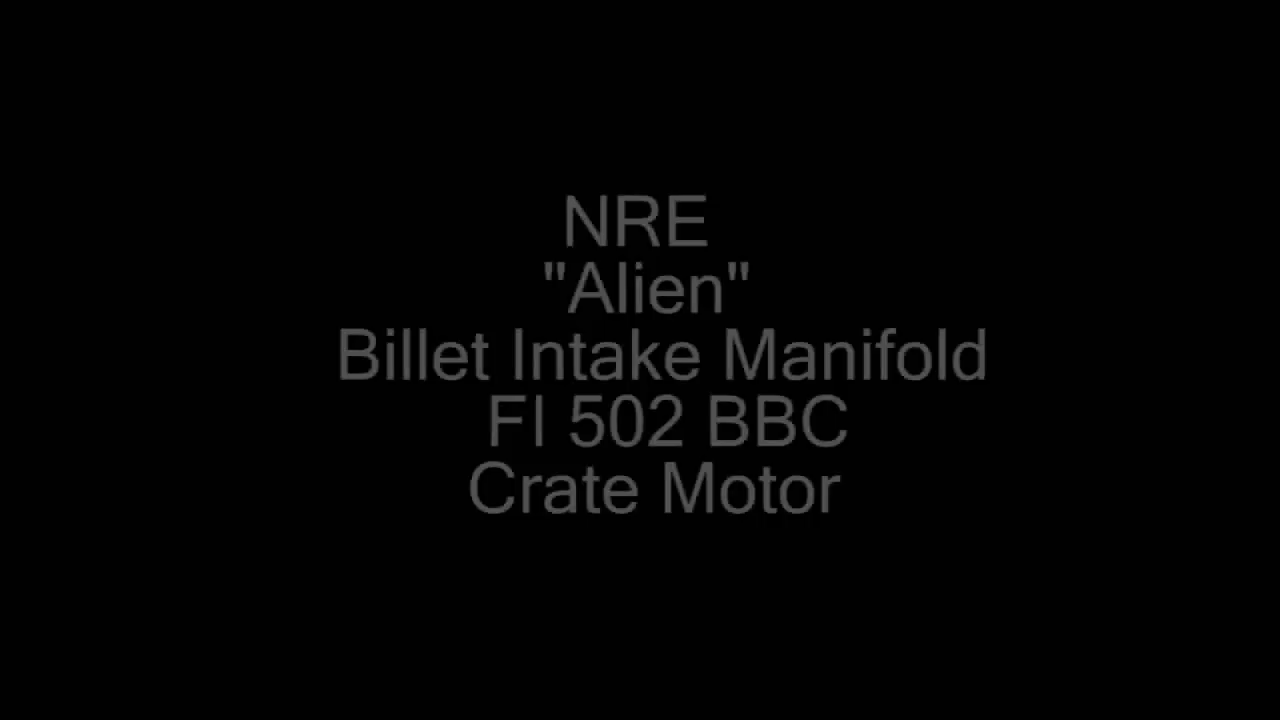 NRE
"Alien"
Billet Intake Manifold
FI 502 BBC
Crate Motor